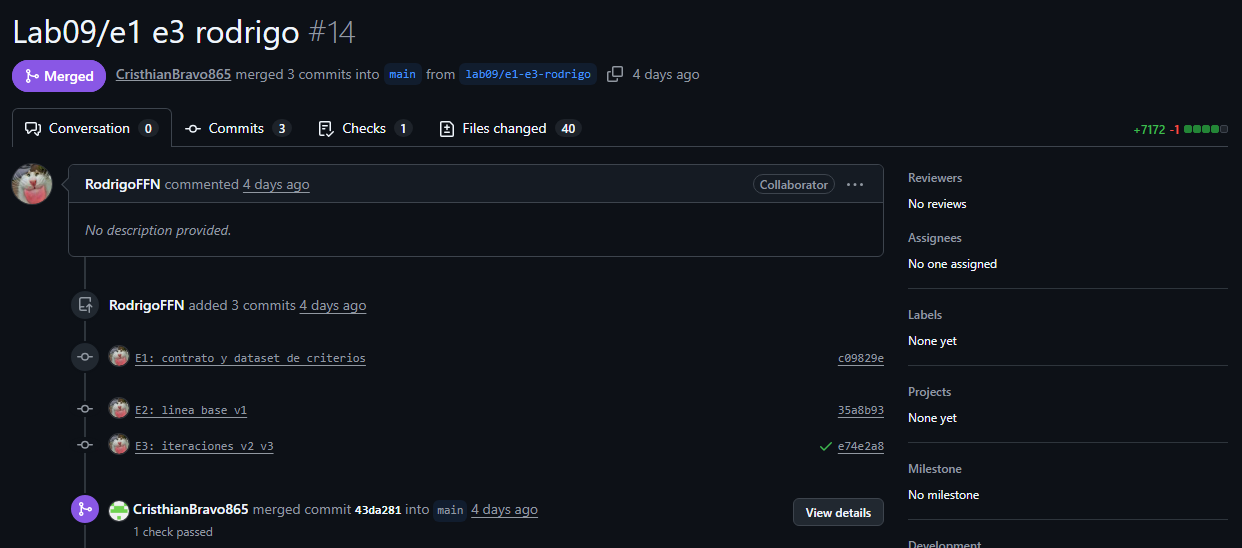 Lab09/e1 e3 rodrigo #14
Merged CristhianBravo865 merged 3 commits into main from lab09/e1-e3-rodrigo 4 days ago
Conversation 0 Commits 3 Checks 1 Files changed 40 +7172 -1
RodrigoFFN commented 4 days ago Collaborator ...
No description provided.
RodrigoFFN added 3 commits 4 days ago
E1: contrato y dataset de criterios c09829e
E2: linea base v1 35a8b93
E3: iteraciones v2 v3 e74e2a8
CristhianBravo865 merged commit 43da281 into main 4 days ago View details
1 check passed
Reviewers
No reviews
Assignees
No one assigned
Labels
None yet
Projects
None yet
Milestone
No milestone
Development